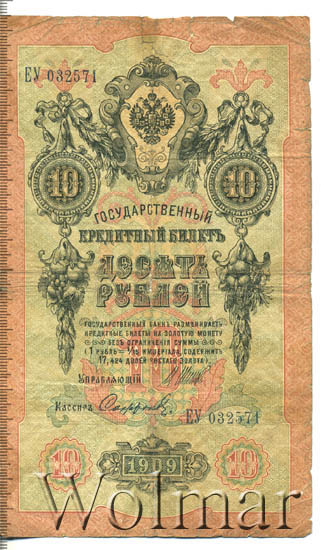 ЕУ 032571
10 10
ГОСУДАРСТВЕННЫЙ
КРЕДИТНЫЙ БИЛЕТЪ
ДЕСЯТЬ
РУБЛЕЙ
ГОСУДАРСТВЕННЫЙ БАНКЪ РАЗМѢНИВАЕТЪ
КРЕДИТНЫЕ БИЛЕТЫ НА ЗОЛОТУЮ МОНЕТУ
БЕЗЪ ОГРАНИЧЕНІЯ СУММЫ
(1 РУБЛЬ = 1/15 ИМПЕРІАЛА, СОДЕРЖИТЪ
17,424 ДОЛЕЙ ЧИСТАГО ЗОЛОТА)
УПРАВЛЯЮЩІЙ
Кассиръ
ЕУ 032571
10 1909 10
Wolmar